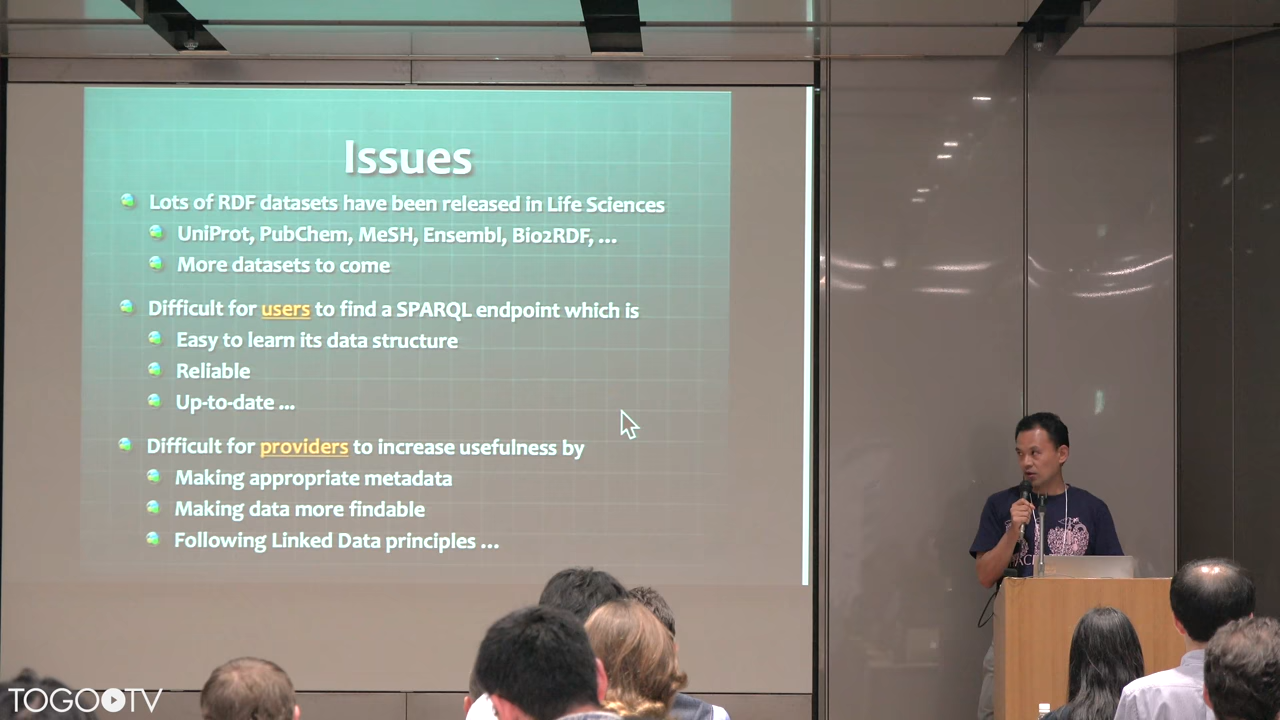 Issues
Lots of RDF datasets have been released in Life Sciences
UniProt, PubChem, MeSH, Ensembl, Bio2RDF, ...
More datasets to come
Difficult for users to find a SPARQL endpoint which is
Easy to learn its data structure
Reliable
Up-to-date ...
Difficult for providers to increase usefulness by
Making appropriate metadata
Making data more findable
Following Linked Data principles ...
TOGO TV